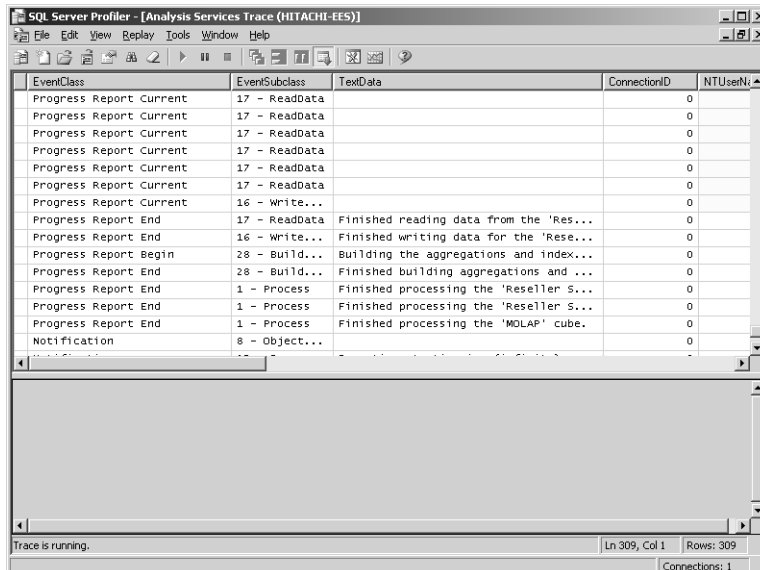 SQL Server Profiler - [Analysis Services Trace (HITACHI-EES)]
File Edit View Replay Tools Window Help
EventClass EventSubclass TextData ConnectionID NTUserNa
Progress Report Current 17 - ReadData 0
Progress Report Current 17 - ReadData 0
Progress Report Current 17 - ReadData 0
Progress Report Current 17 - ReadData 0
Progress Report Current 17 - ReadData 0
Progress Report Current 17 - ReadData 0
Progress Report Current 16 - Write... 0
Progress Report End 17 - ReadData Finished reading data from the 'Res... 0
Progress Report End 16 - Write... Finished writing data for the 'Rese... 0
Progress Report Begin 28 - Build... Building the aggregations and index... 0
Progress Report End 28 - Build... Finished building aggregations and ... 0
Progress Report End 1 - Process Finished processing the 'Reseller S... 0
Progress Report End 1 - Process Finished processing the 'Reseller S... 0
Progress Report End 1 - Process Finished processing the 'MOLAP' cube. 0
Notification 8 - Object... 0
Trace is running. Ln 309, Col 1 Rows: 309
Connections: 1